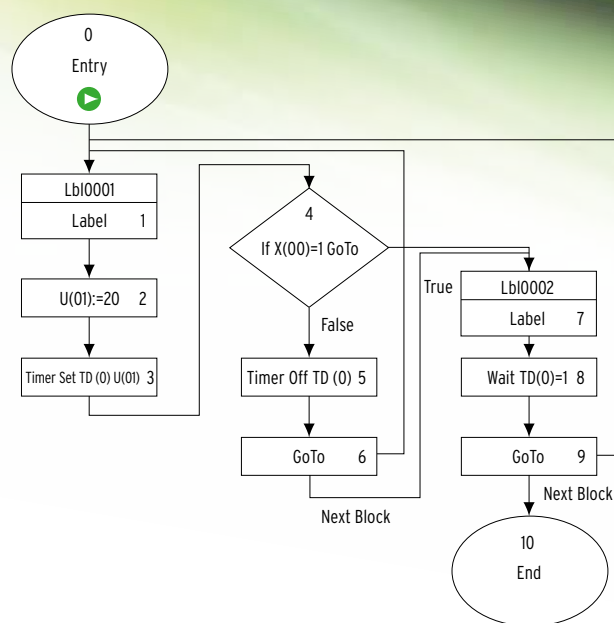 0
Entry
Lbl0001
Label 1
U(01):=20 2
Timer Set TD (0) U(01) 3
4
If X(00)=1 GoTo
True
False
Timer Off TD (0) 5
GoTo 6
Next Block
Lbl0002
Label 7
Wait TD(0)=1 8
GoTo 9
Next Block
10
End